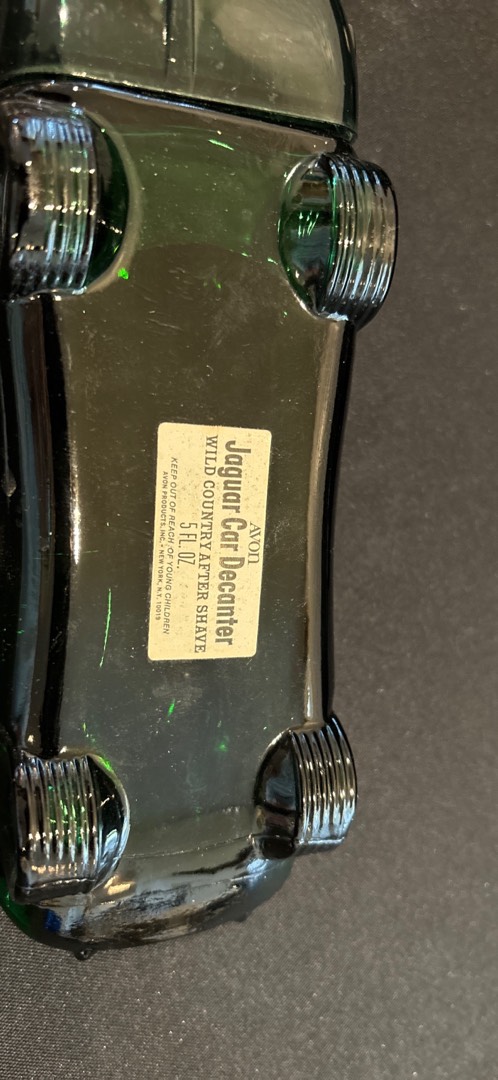 AVON
Jaguar Car Decanter
WILD COUNTRY AFTER SHAVE
5 FL. OZ.
KEEP OUT OF REACH OF YOUNG CHILDREN
AVON PRODUCTS, INC., • NEW YORK, N.Y. 10019